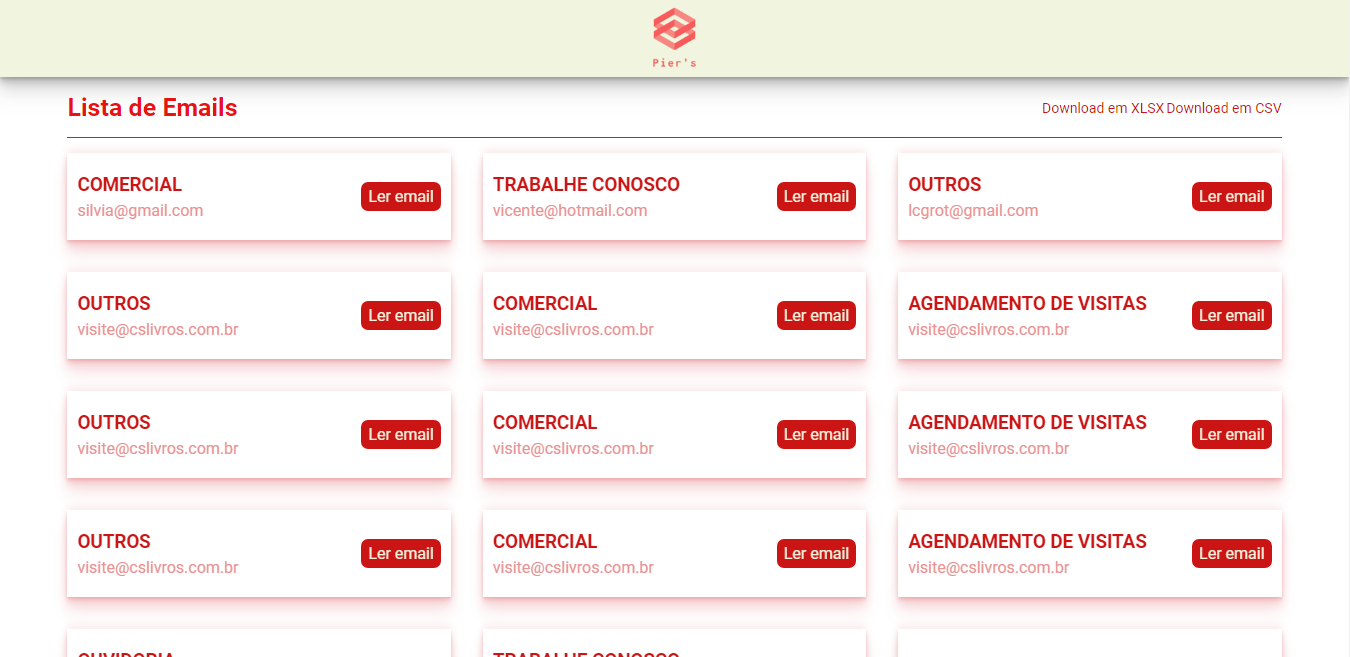 Pier's
Lista de Emails
Download em XLSX Download em CSV
COMERCIAL
silvia@gmail.com
Ler email
TRABALHE CONOSCO
vicente@hotmail.com
Ler email
OUTROS
lcgrot@gmail.com
Ler email
OUTROS
visite@cslivros.com.br
Ler email
COMERCIAL
visite@cslivros.com.br
Ler email
AGENDAMENTO DE VISITAS
visite@cslivros.com.br
Ler email
OUTROS
visite@cslivros.com.br
Ler email
COMERCIAL
visite@cslivros.com.br
Ler email
AGENDAMENTO DE VISITAS
visite@cslivros.com.br
Ler email
OUTROS
visite@cslivros.com.br
Ler email
COMERCIAL
visite@cslivros.com.br
Ler email
AGENDAMENTO DE VISITAS
visite@cslivros.com.br
Ler email
OUVIDORIA
TRABALHE CONOSCO